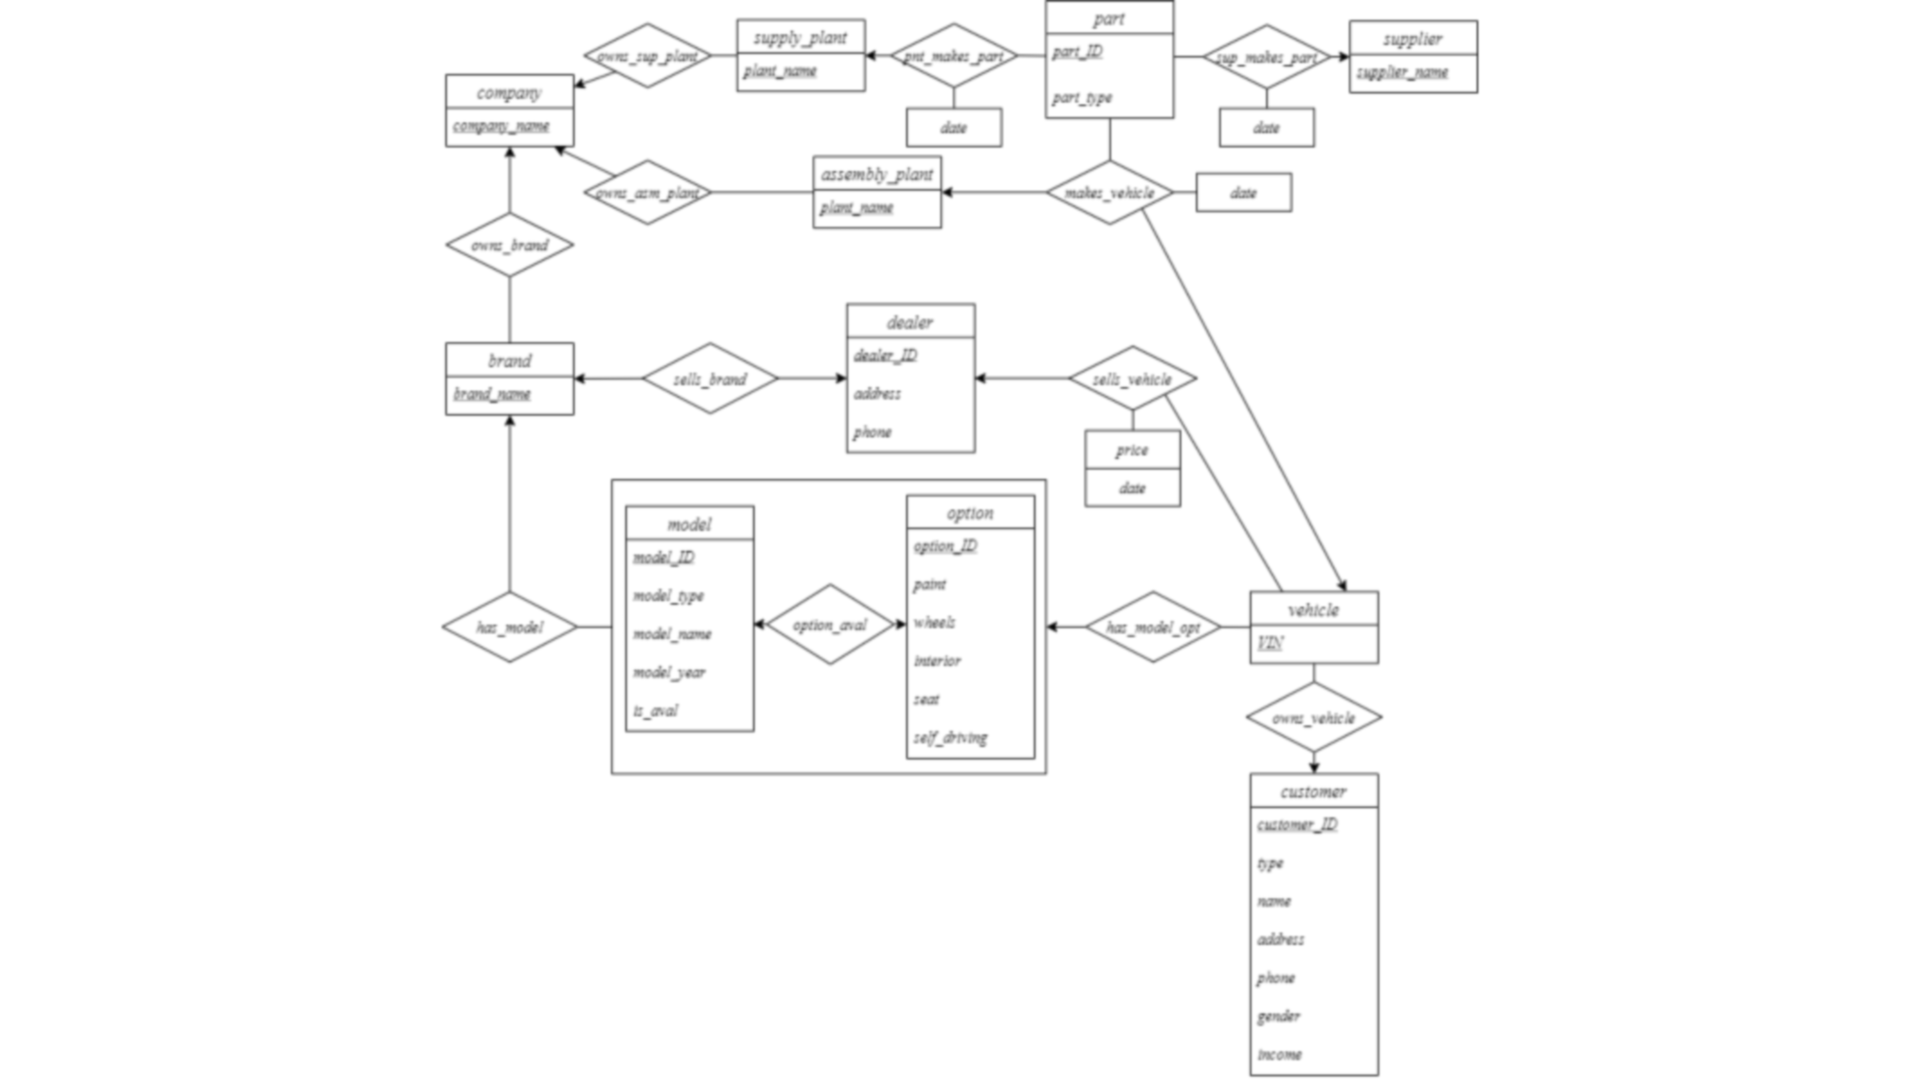 part
part_ID
part_type
supply_plant
plant_name
owns_sup_plant
pnt_makes_part
date
sup_makes_part
date
supplier
supplier_name
company
company_name
owns_asm_plant
assembly_plant
plant_name
makes_vehicle
date
owns_brand
brand
brand_name
sells_brand
dealer
dealer_ID
address
phone
sells_vehicle
price
date
has_model
model
model_ID
model_type
model_name
model_year
is_aval
option_aval
option
option_ID
paint
wheels
interior
seat
self_driving
has_model_opt
vehicle
VIN
owns_vehicle
customer
customer_ID
type
name
address
phone
gender
income